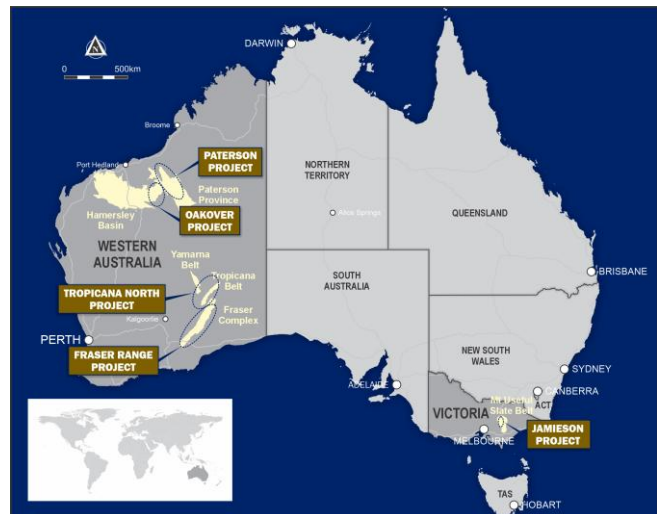 DARWIN
N
0 500km
Broome
Port Hedland
PATERSON
PROJECT
NORTHERN
TERRITORY
Paterson
Province
Hamersley
Basin
OAKOVER
PROJECT
Alice Springs
QUEENSLAND
WESTERN
AUSTRALIA
Yamarna
Belt
Tropicana
Belt
SOUTH
AUSTRALIA
BRISBANE
TROPICANA NORTH
PROJECT
Kalgoorlie
Fraser
Complex
PERTH
FRASER RANGE
PROJECT
NEW SOUTH
WALES
SYDNEY
ADELAIDE
CANBERRA
ACT
Mt Useful
Slate Belt
VICTORIA
MELBOURNE
JAMIESON
PROJECT
TAS
HOBART